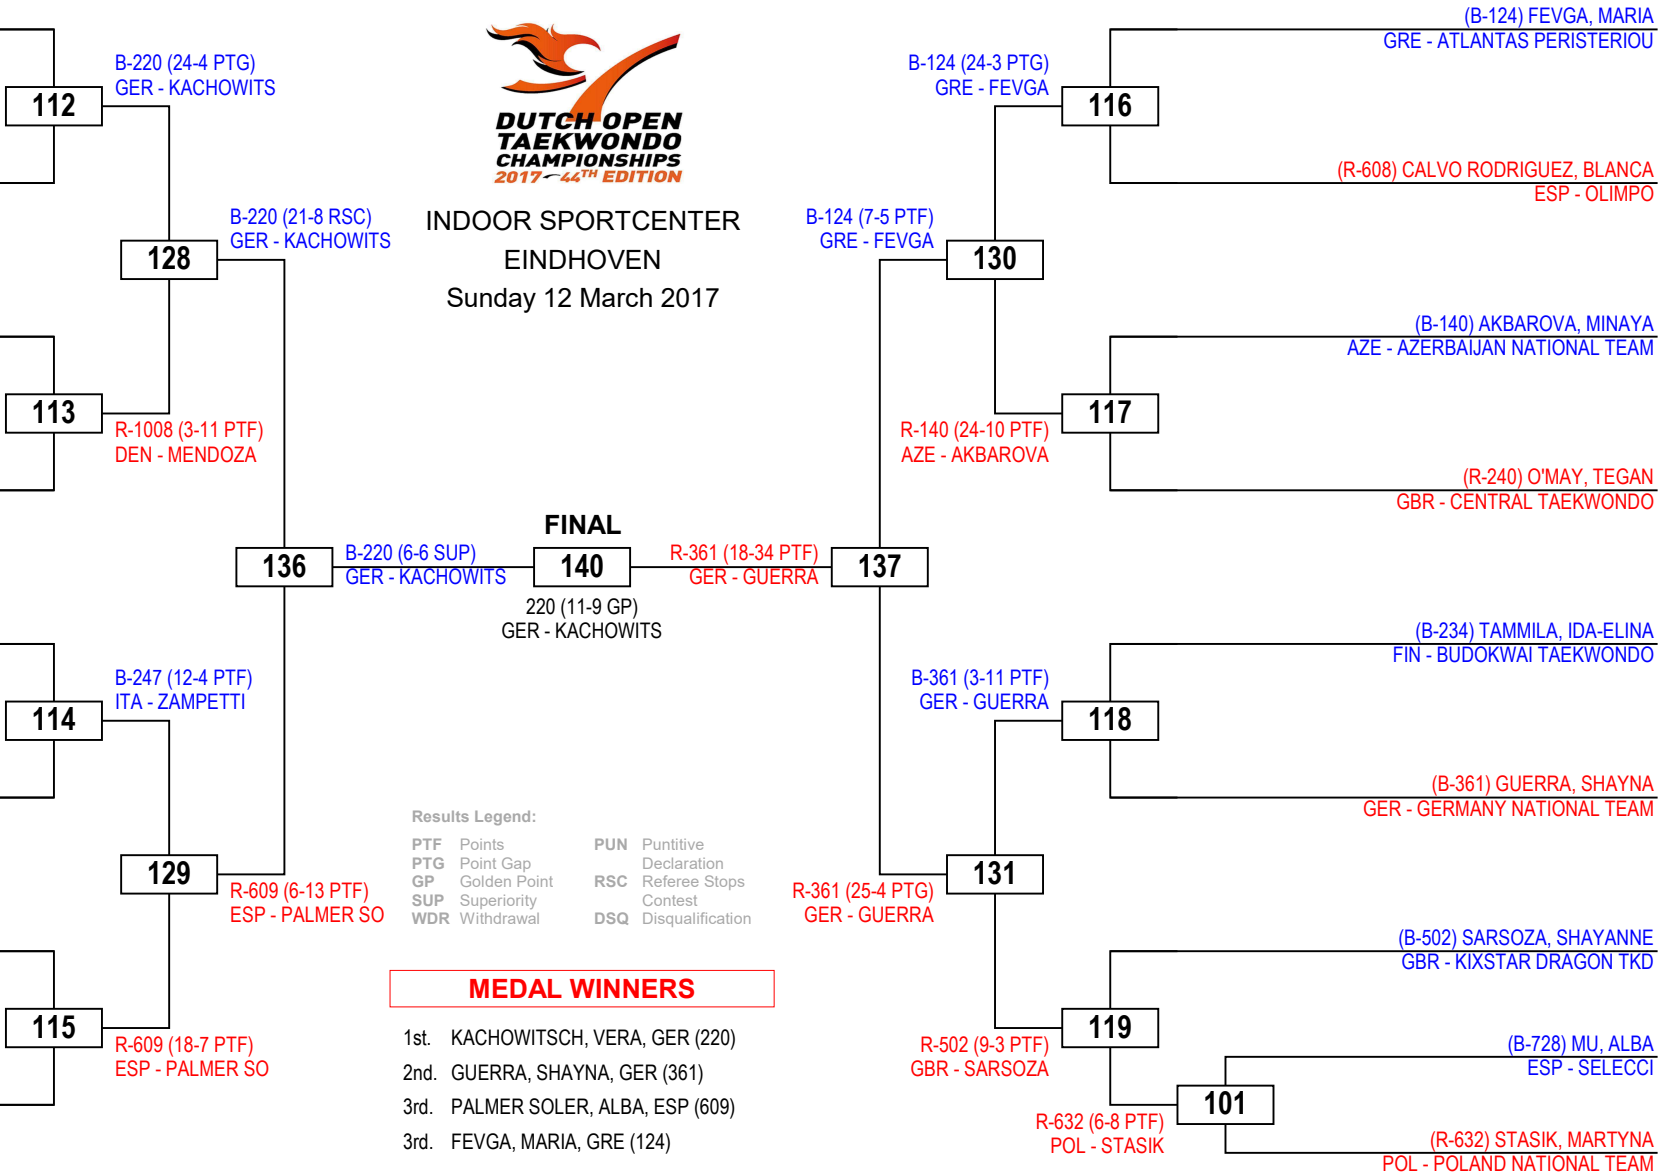 B-220 (24-4 PTG)
GER - KACHOWITS
112
B-220 (21-8 RSC)
GER - KACHOWITS
128
113
R-1008 (3-11 PTF)
DEN - MENDOZA
136
B-220 (6-6 SUP)
GER - KACHOWITS
B-247 (12-4 PTF)
ITA - ZAMPETTI
114
129
R-609 (6-13 PTF)
ESP - PALMER SO
115
R-609 (18-7 PTF)
ESP - PALMER SO
DUTCH OPEN
TAEKWONDO
CHAMPIONSHIPS
2017 44TH EDITION
INDOOR SPORTCENTER
EINDHOVEN
Sunday 12 March 2017
FINAL
140
220 (11-9 GP)
GER - KACHOWITS
Results Legend:
PTF Points
PTG Point Gap
GP Golden Point
SUP Superiority
WDR Withdrawal
PUN Puntitive
Declaration
RSC Referee Stops
Contest
DSQ Disqualification
MEDAL WINNERS
1st. KACHOWITSCH, VERA, GER (220)
2nd. GUERRA, SHAYNA, GER (361)
3rd. PALMER SOLER, ALBA, ESP (609)
3rd. FEVGA, MARIA, GRE (124)
R-361 (18-34 PTF)
GER - GUERRA
137
B-124 (7-5 PTF)
GRE - FEVGA
130
B-124 (24-3 PTG)
GRE - FEVGA
116
(B-124) FEVGA, MARIA
GRE - ATLANTAS PERISTERIOU
(R-608) CALVO RODRIGUEZ, BLANCA
ESP - OLIMPO
(B-140) AKBAROVA, MINAYA
AZE - AZERBAIJAN NATIONAL TEAM
117
R-140 (24-10 PTF)
AZE - AKBAROVA
(R-240) O'MAY, TEGAN
GBR - CENTRAL TAEKWONDO
(B-234) TAMMILA, IDA-ELINA
FIN - BUDOKWAI TAEKWONDO
B-361 (3-11 PTF)
GER - GUERRA
118
(B-361) GUERRA, SHAYNA
GER - GERMANY NATIONAL TEAM
131
R-361 (25-4 PTG)
GER - GUERRA
(B-502) SARSOZA, SHAYANNE
GBR - KIXSTAR DRAGON TKD
119
R-502 (9-3 PTF)
GBR - SARSOZA
(B-728) MU, ALBA
ESP - SELECCI
101
R-632 (6-8 PTF)
POL - STASIK
(R-632) STASIK, MARTYNA
POL - POLAND NATIONAL TEAM